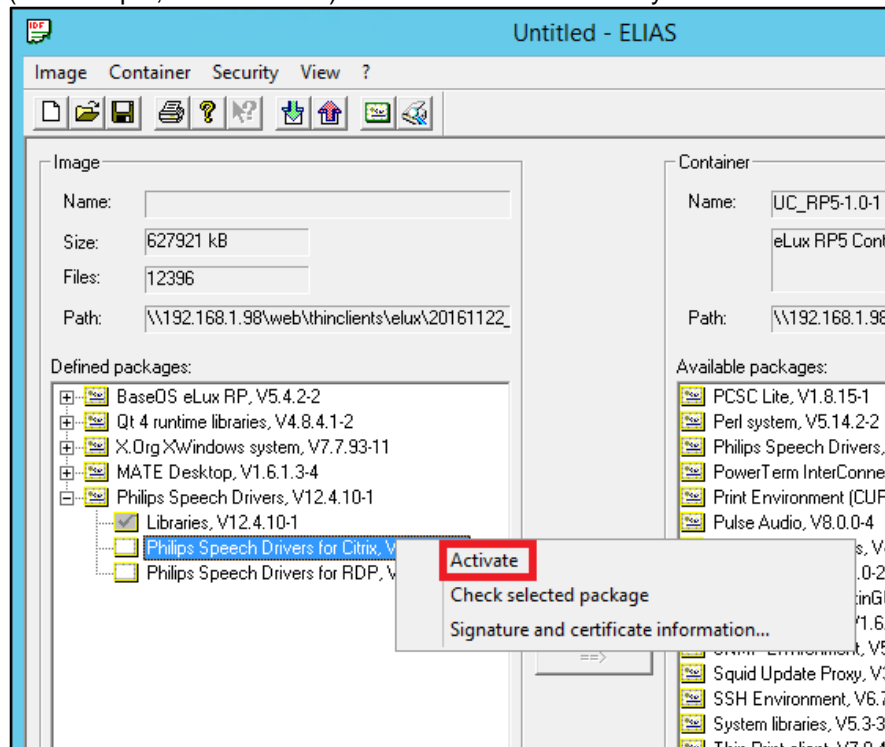 Untitled - ELIAS
Image Container Security View ?
Image
Name:
Size: 627921 kB
Files: 12396
Path: \\192.168.1.98\web\thinclients\elux\20161122_
Defined packages:
BaseOS eLux RP, V5.4.2-2
Qt 4 runtime libraries, V4.8.4.1-2
X.Org XWindows system, V7.7.93-11
MATE Desktop, V1.6.1.3-4
Philips Speech Drivers, V12.4.10-1
Libraries, V12.4.10-1
Philips Speech Drivers for Citrix, V
Philips Speech Drivers for RDP, V
Activate
Check selected package
Signature and certificate information...
==>
Container
Name: UC_RP5-1.0-1
eLux RP5 Cont
Path: \\192.168.1.98
Available packages:
PCSC Lite, V1.8.15-1
Perl system, V5.14.2-2
Philips Speech Drivers,
PowerTerm InterConne
Print Environment (CUP
Pulse Audio, V8.0.0-4
Squid Update Proxy, V3
SSH Environment, V6.7
System libraries, V5.3-3